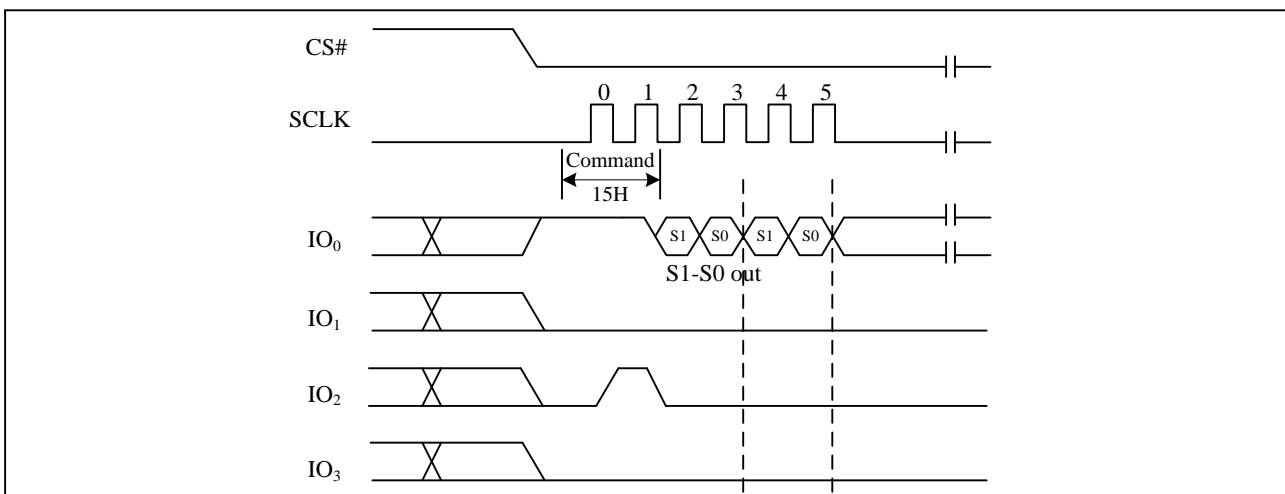 CS#
0 1 2 3 4 5
SCLK
Command
15H
IO₀
S1 S0 S1 S0
S1-S0 out
IO₁
IO₂
IO₃